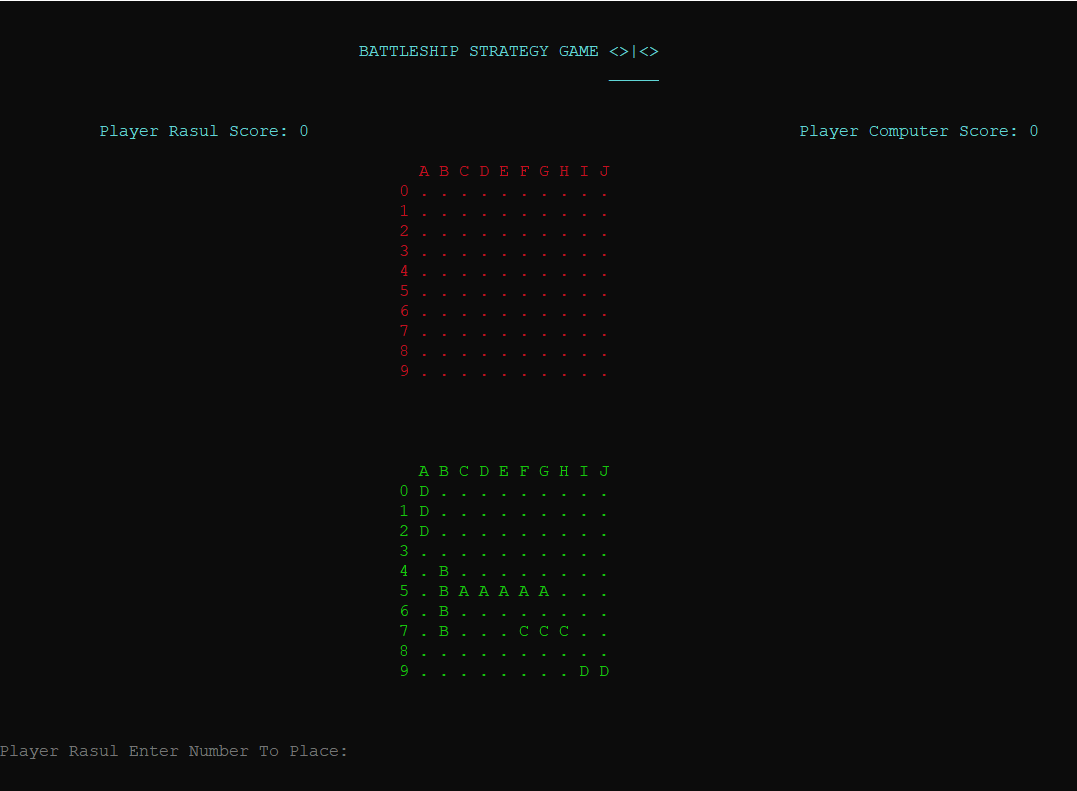 BATTLESHIP STRATEGY GAME <>|<>
_____
Player Rasul Score: 0 Player Computer Score: 0
A B C D E F G H I J
0 . . . . . . . . . .
1 . . . . . . . . . .
2 . . . . . . . . . .
3 . . . . . . . . . .
4 . . . . . . . . . .
5 . . . . . . . . . .
6 . . . . . . . . . .
7 . . . . . . . . . .
8 . . . . . . . . . .
9 . . . . . . . . . .
A B C D E F G H I J
0 D . . . . . . . . .
1 D . . . . . . . . .
2 D . . . . . . . . .
3 . . . . . . . . . .
4 . B . . . . . . . .
5 . B A A A A A . . .
6 . B . . . . . . . .
7 . B . . . C C C . .
8 . . . . . . . . . .
9 . . . . . . . . D D
Player Rasul Enter Number To Place: